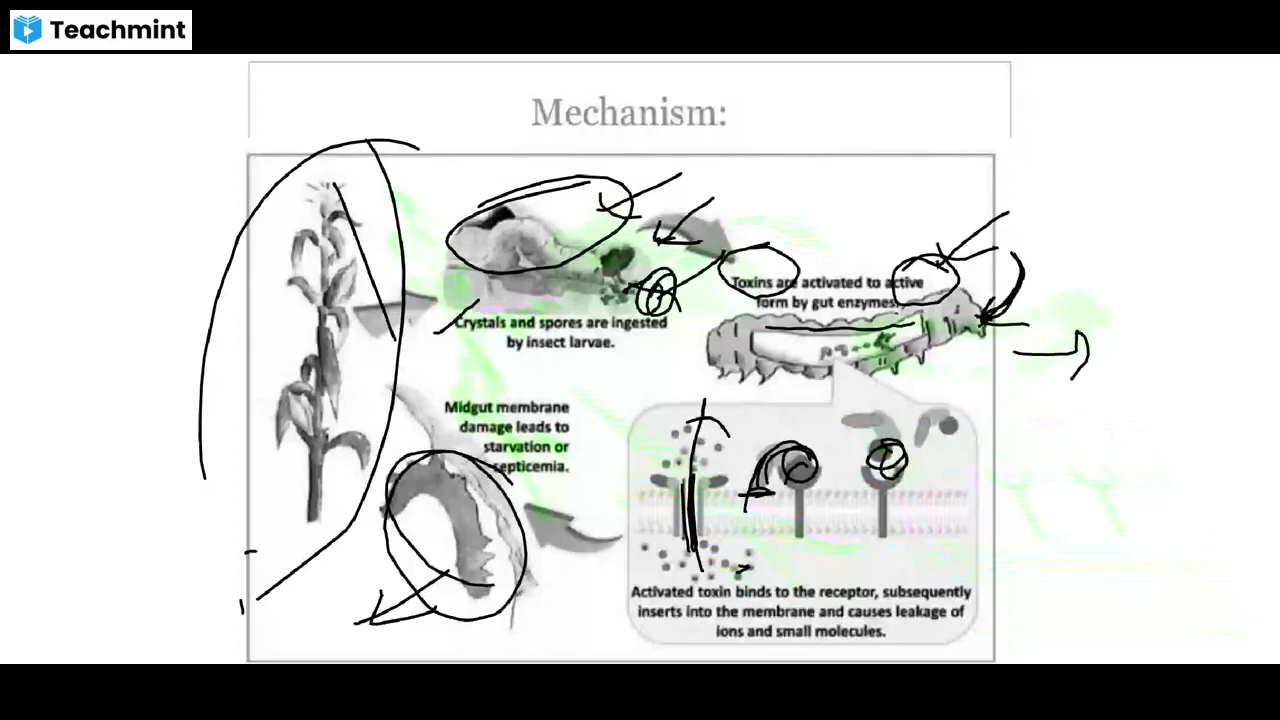 Teachmint
Mechanism:
Crystals and spores are ingested
by insect larvae.
Toxins are activated to active
form by gut enzymes.
Midgut membrane
damage leads to
starvation or
septicemia.
Activated toxin binds to the receptor, subsequently
inserts into the membrane and causes leakage of
ions and small molecules.